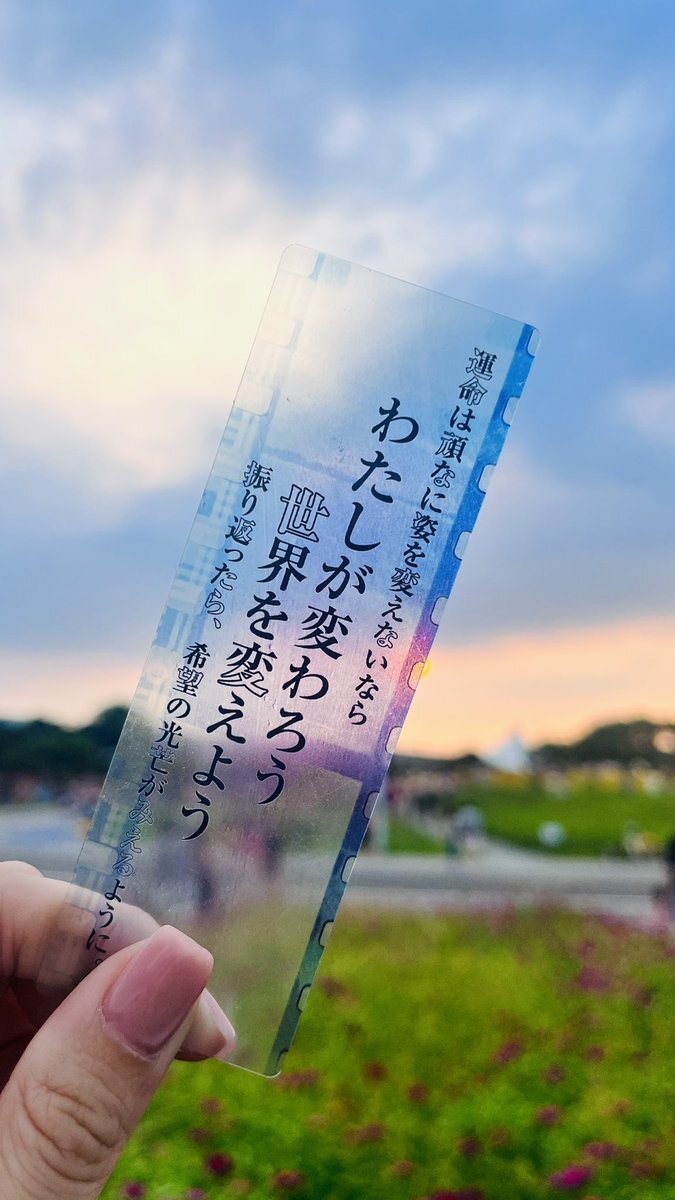 運命は頑なに姿を変えないなら
わたしが変わろう
世界を変えよう
振り返ったら、希望の光芒がみえるように。